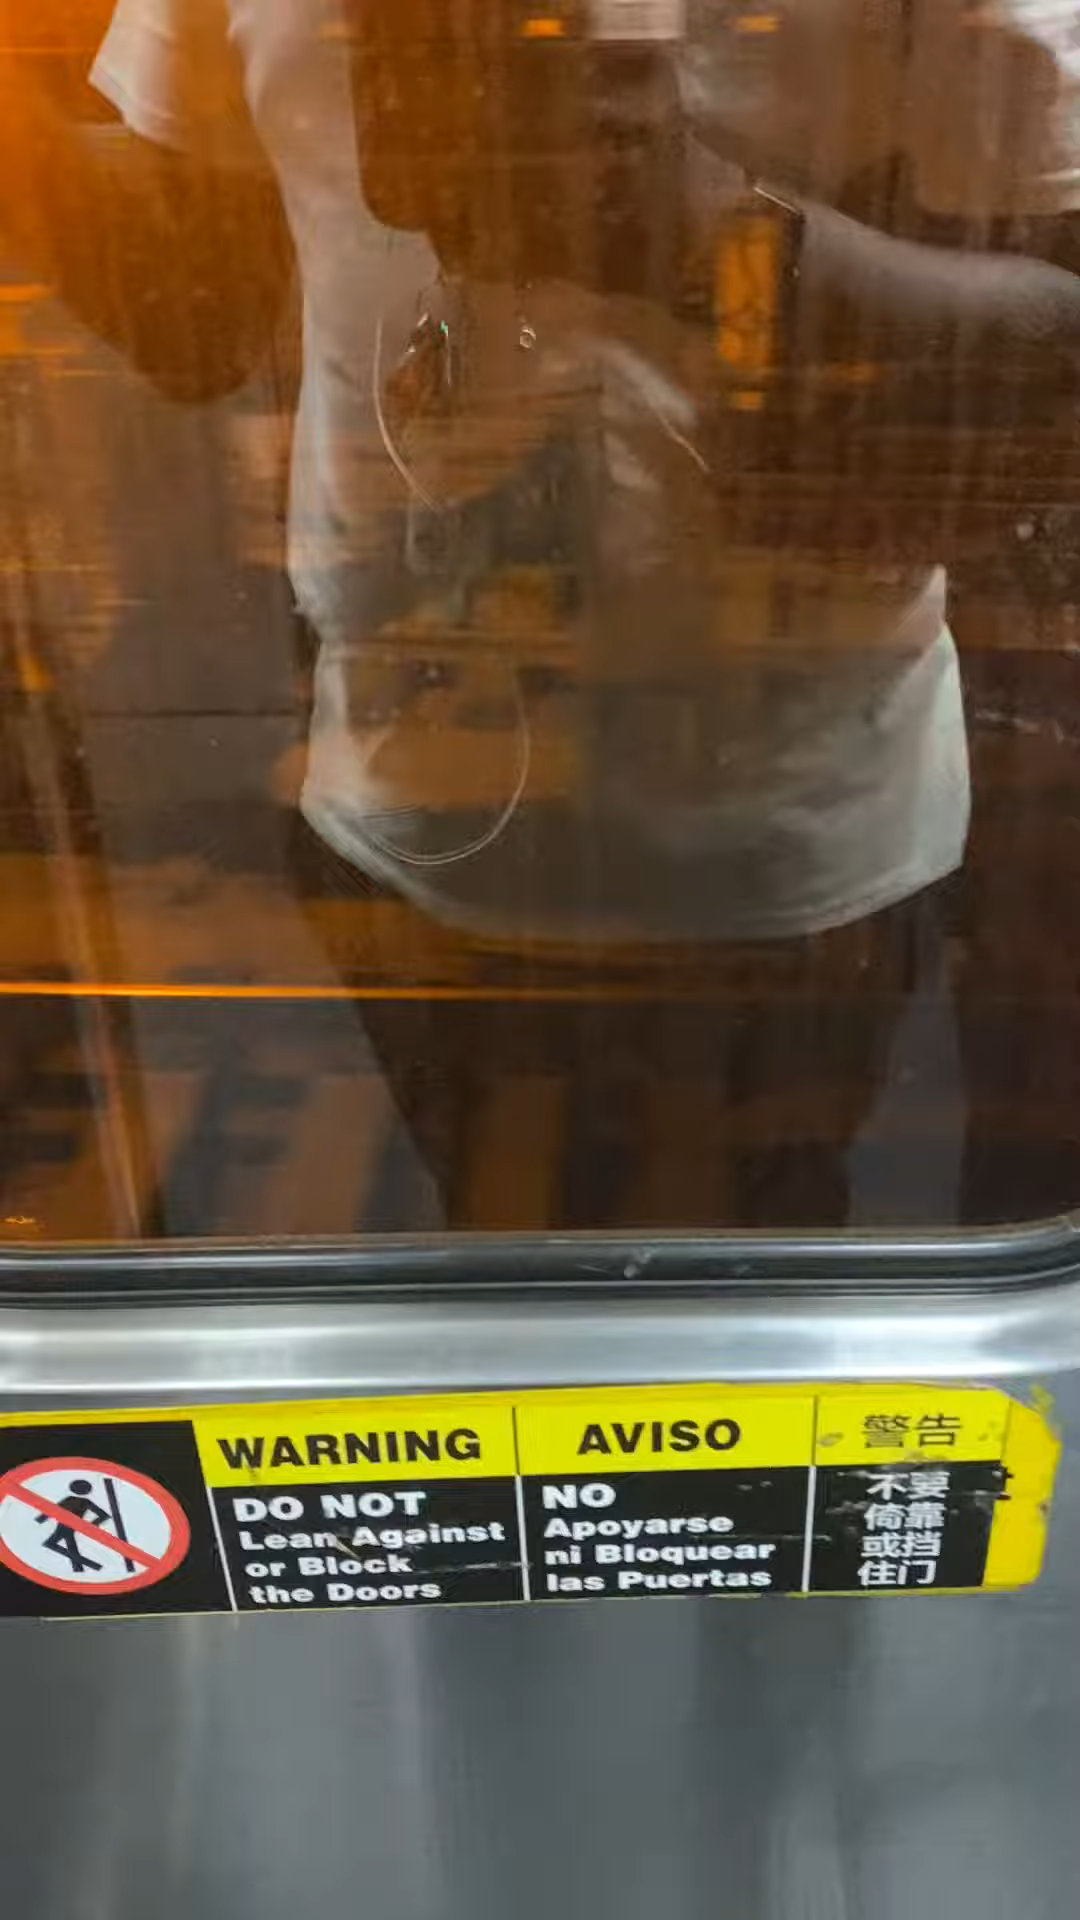 WARNING
DO NOT
Lean Against
or Block
the Doors
AVISO
NO
Apoyarse
ni Bloquear
las Puertas
警告
不要
倚靠
或挡
住门